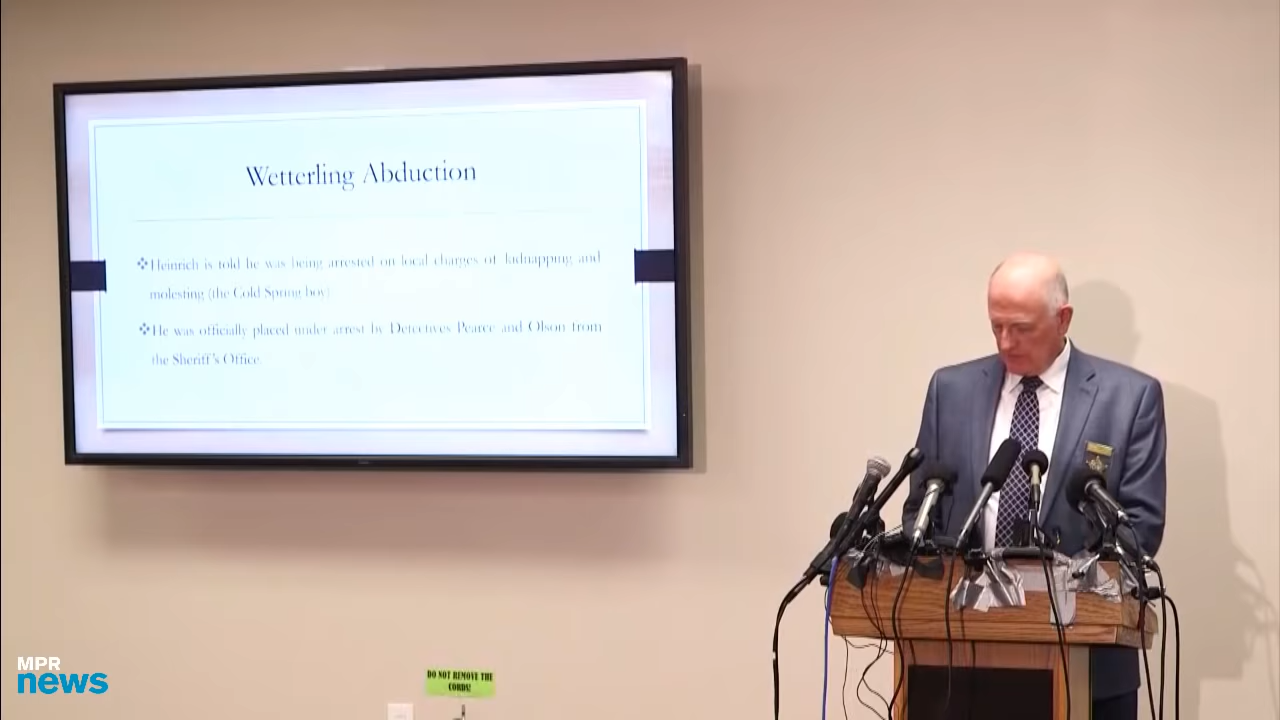 Wetterling Abduction
❖Heinrich is told he was being arrested on local charges of kidnapping and
molesting (the Cold Spring boy)
❖He was officially placed under arrest by Detectives Pearce and Olson from
the Sheriff's Office.
MPR
news
DO NOT REMOVE THE
CORDS!